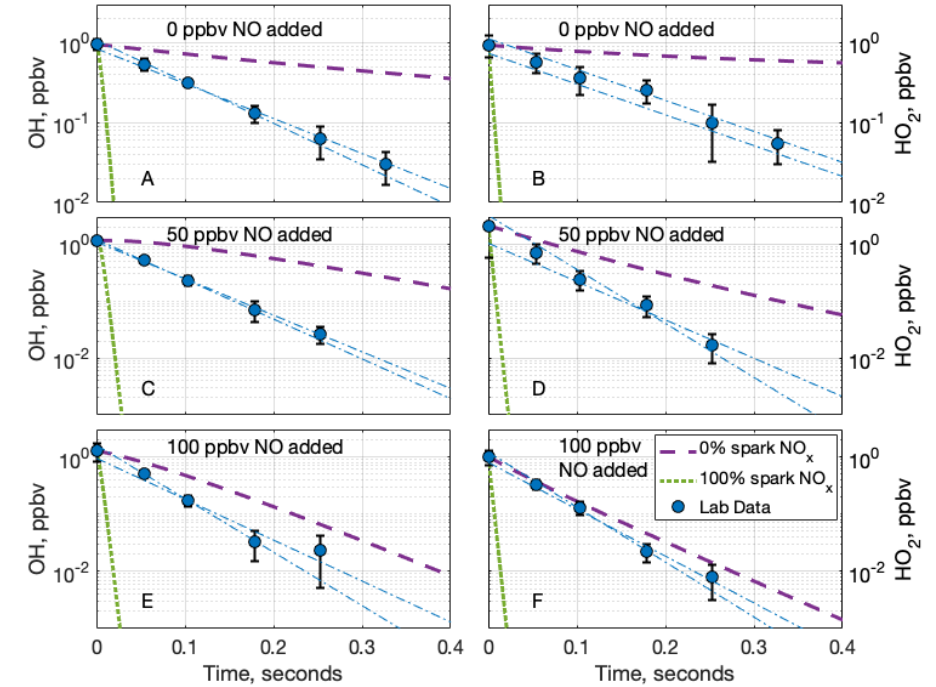 0 ppbv NO added
OH, ppbv
10^0
10^-1
10^-2
A
0 ppbv NO added
10^0
10^-1
10^-2
HO₂, ppbv
B
50 ppbv NO added
OH, ppbv
10^0
10^-2
C
50 ppbv NO added
10^0
10^-2
HO₂, ppbv
D
100 ppbv NO added
OH, ppbv
10^0
10^-2
E
0 0.1 0.2 0.3 0.4
Time, seconds
100 ppbv
NO added
0% spark NOₓ
100% spark NOₓ
Lab Data
10^0
10^-2
HO₂, ppbv
F
0 0.1 0.2 0.3 0.4
Time, seconds